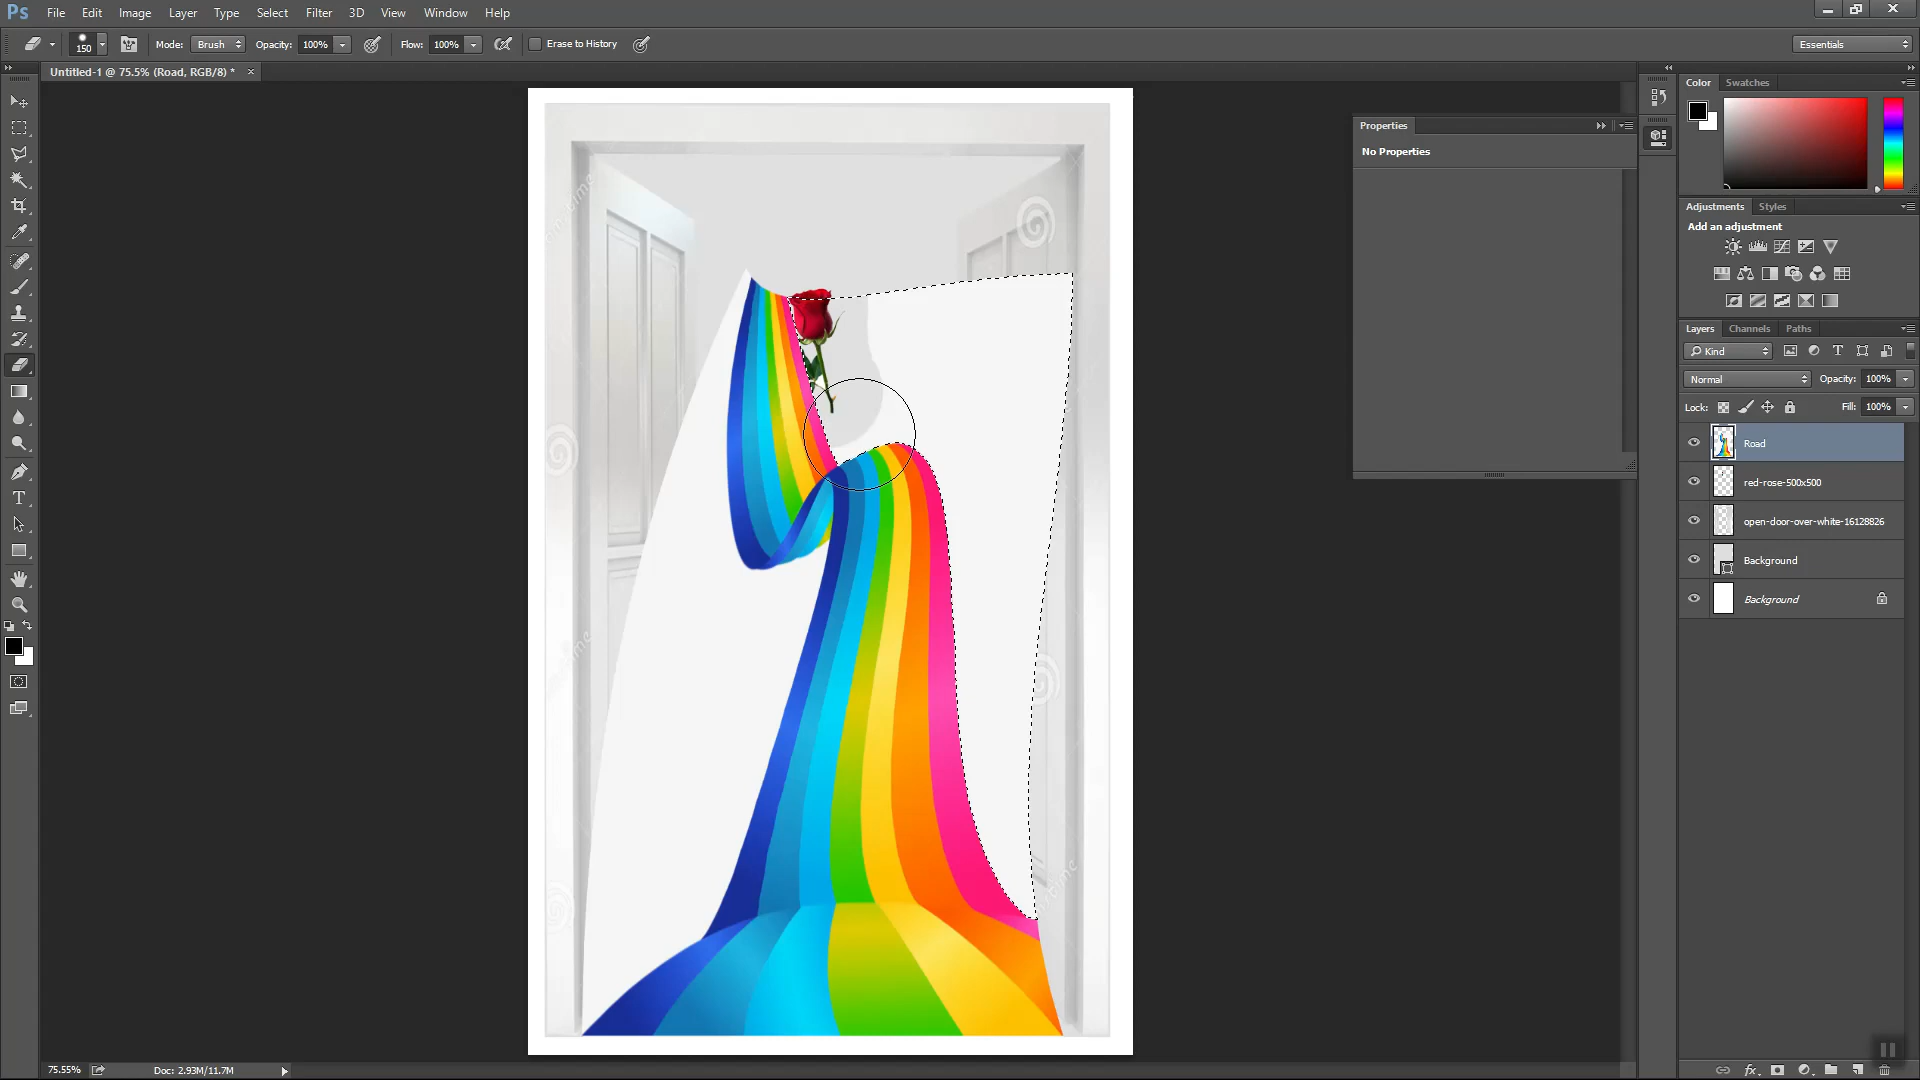 Ps File Edit Image Layer Type Select Filter 3D View Window Help
150 Mode: Brush Opacity: 100% Flow: 100% Erase to History Essentials
Untitled-1 @ 75.5% (Road, RGB/8) * ×
Color Swatches
Properties
No Properties
Adjustments Styles
Add an adjustment
Layers Channels Paths
Kind T
Normal Opacity: 100%
Lock: Fill: 100%
Road
red-rose-500x500
open-door-over-white-16128826
Background
Background
T
75.55% Doc: 2.93M/11.7M
fx